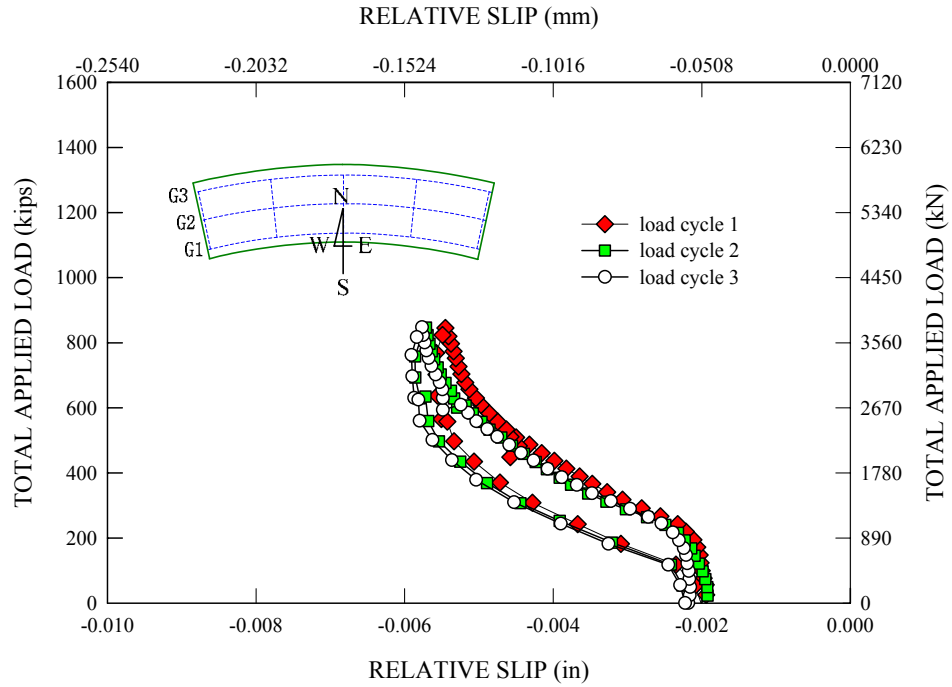 RELATIVE SLIP (mm)
-0.2540 -0.2032 -0.1524 -0.1016 -0.0508 0.0000
1600 7120
1400 6230
1200 5340
1000 4450
800 3560
600 2670
400 1780
200 890
0 0
TOTAL APPLIED LOAD (kips)
TOTAL APPLIED LOAD (kN)
G3
G2
G1
N
W E
S
load cycle 1
load cycle 2
load cycle 3
-0.010 -0.008 -0.006 -0.004 -0.002 0.000
RELATIVE SLIP (in)